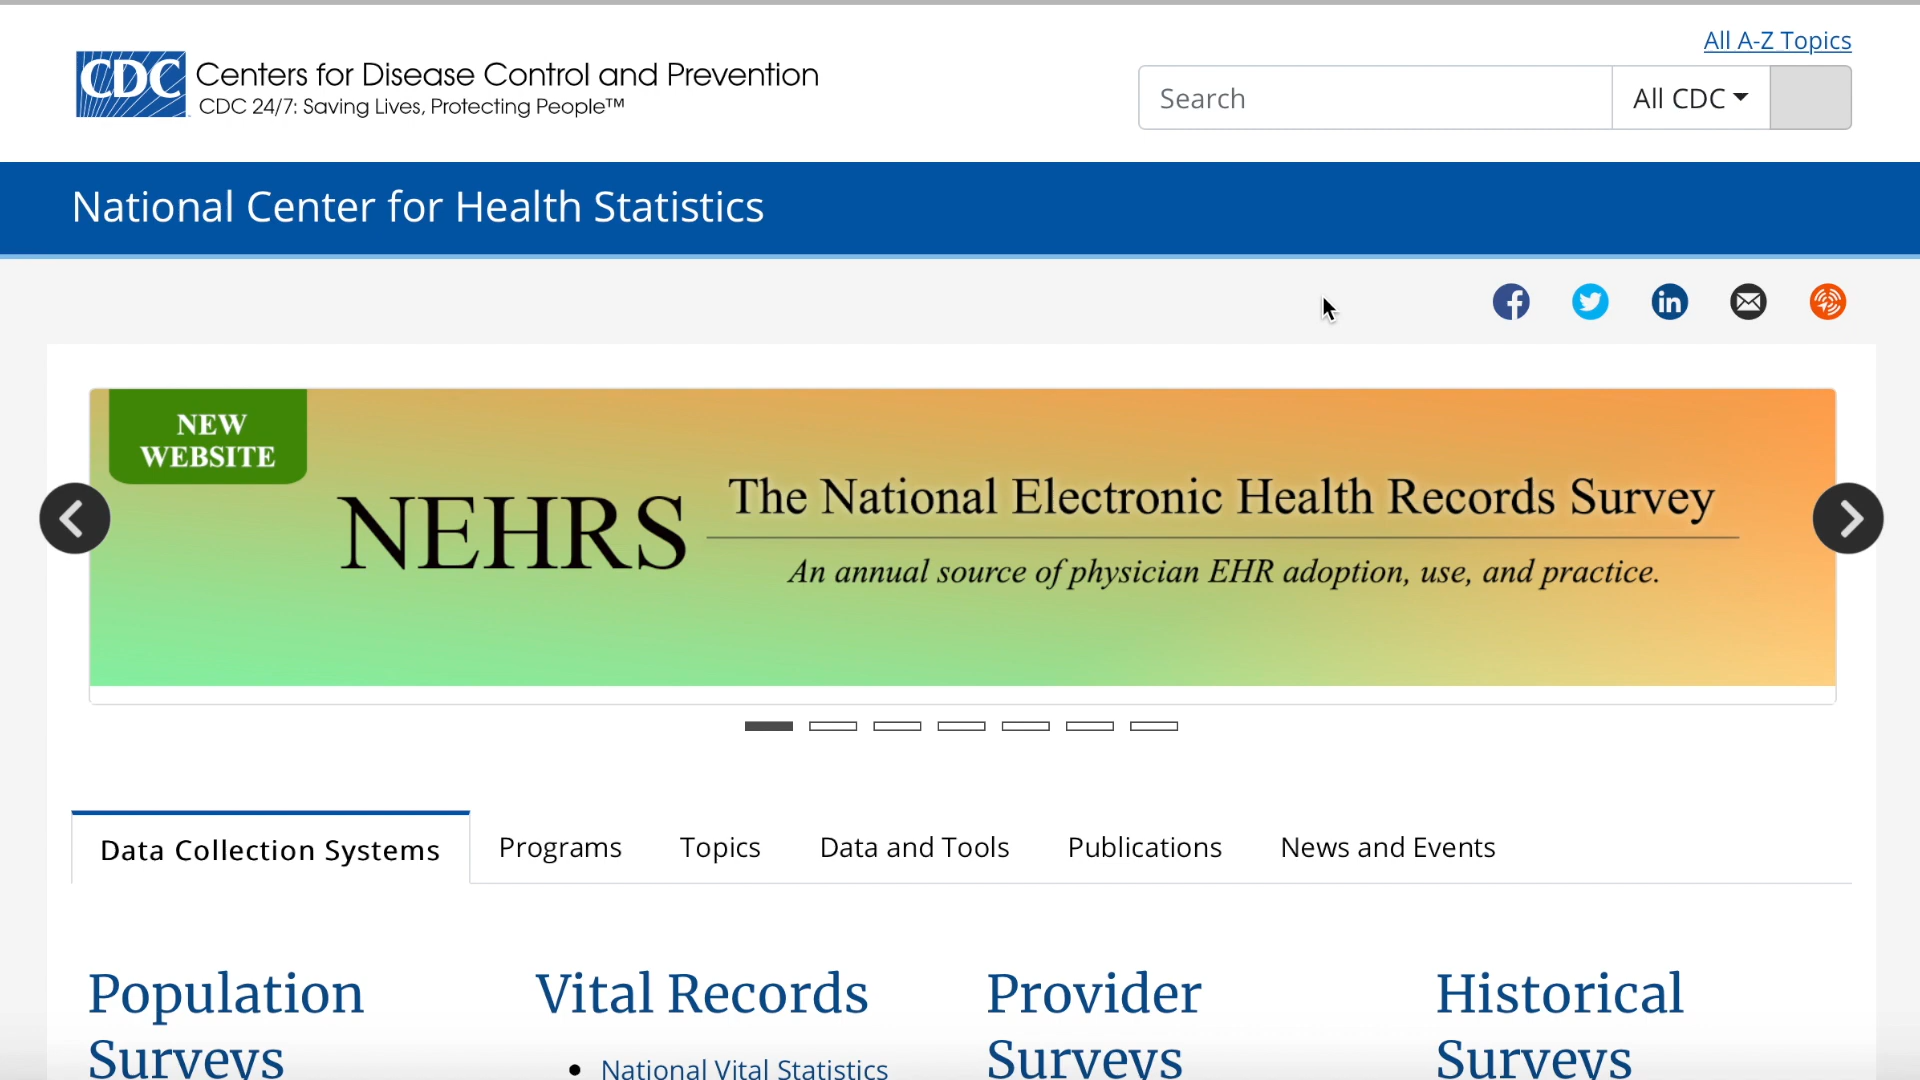 All A-Z Topics
CDC Centers for Disease Control and Prevention
CDC 24/7: Saving Lives, Protecting People™
Search
All CDC
National Center for Health Statistics
NEW
WEBSITE
NEHRS
The National Electronic Health Records Survey
An annual source of physician EHR adoption, use, and practice.
Data Collection Systems
Programs
Topics
Data and Tools
Publications
News and Events
Population
Surveys
Vital Records
National Vital Statistics
Provider
Surveys
Historical
Surveys